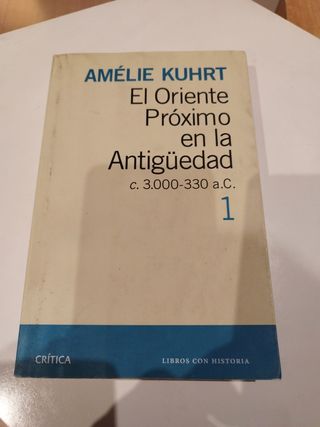 AMÉLIE KUHRT
El Oriente
Próximo
en la
Antigüedad
c. 3.000-330 a.C.
1
CRÍTICA
LIBROS CON HISTORIA